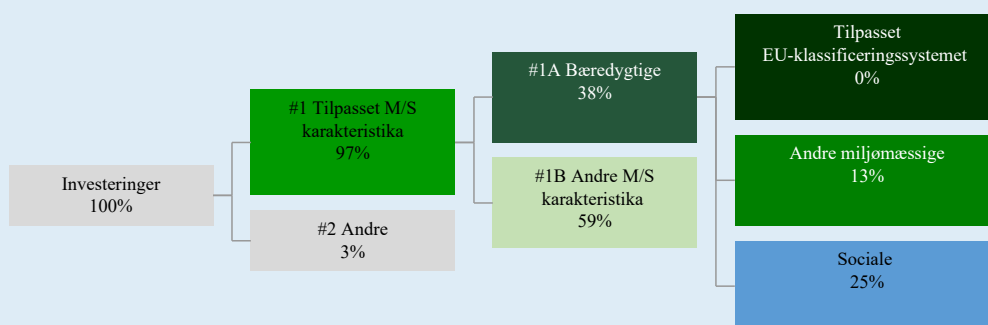 Investeringer
100%
#1 Tilpasset M/S
karakteristika
97%
#2 Andre
3%
#1A Bæredygtige
38%
#1B Andre M/S
karakteristika
59%
Tilpasset
EU-klassificeringssystemet
0%
Andre miljømæssige
13%
Sociale
25%